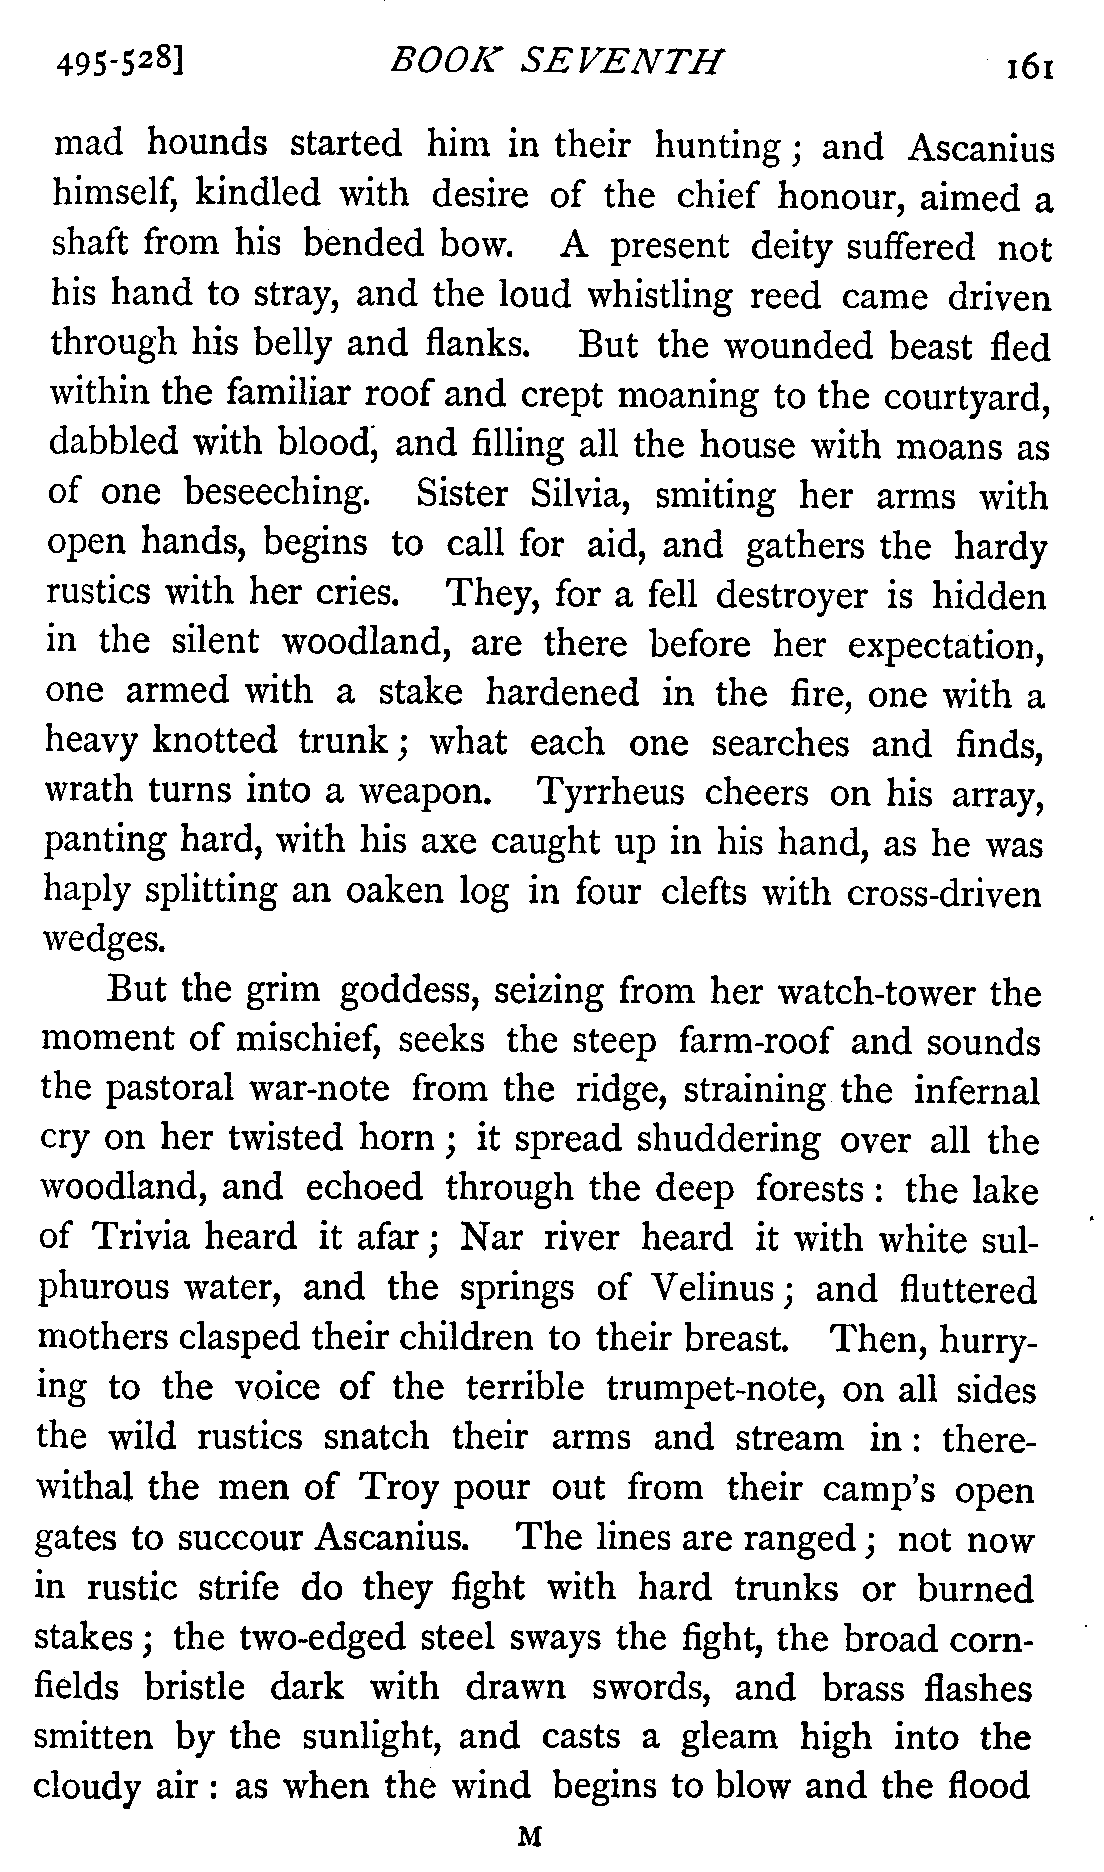 495-528] BOOK SEVENTH 161
mad hounds started him in their hunting ; and Ascanius
himself, kindled with desire of the chief honour, aimed a
shaft from his bended bow. A present deity suffered not
his hand to stray, and the loud whistling reed came driven
through his belly and flanks. But the wounded beast fled
within the familiar roof and crept moaning to the courtyard,
dabbled with blood, and filling all the house with moans as
of one beseeching. Sister Silvia, smiting her arms with
open hands, begins to call for aid, and gathers the hardy
rustics with her cries. They, for a fell destroyer is hidden
in the silent woodland, are there before her expectation,
one armed with a stake hardened in the fire, one with a
heavy knotted trunk ; what each one searches and finds,
wrath turns into a weapon. Tyrrheus cheers on his array,
panting hard, with his axe caught up in his hand, as he was
haply splitting an oaken log in four clefts with cross-driven
wedges.
But the grim goddess, seizing from her watch-tower the
moment of mischief, seeks the steep farm-roof and sounds
the pastoral war-note from the ridge, straining the infernal
cry on her twisted horn ; it spread shuddering over all the
woodland, and echoed through the deep forests : the lake
of Trivia heard it afar ; Nar river heard it with white sul-
phurous water, and the springs of Velinus ; and fluttered
mothers clasped their children to their breast. Then, hurry-
ing to the voice of the terrible trumpet-note, on all sides
the wild rustics snatch their arms and stream in : there-
withal the men of Troy pour out from their camp's open
gates to succour Ascanius. The lines are ranged ; not now
in rustic strife do they fight with hard trunks or burned
stakes ; the two-edged steel sways the fight, the broad corn-
fields bristle dark with drawn swords, and brass flashes
smitten by the sunlight, and casts a gleam high into the
cloudy air : as when the wind begins to blow and the flood
M